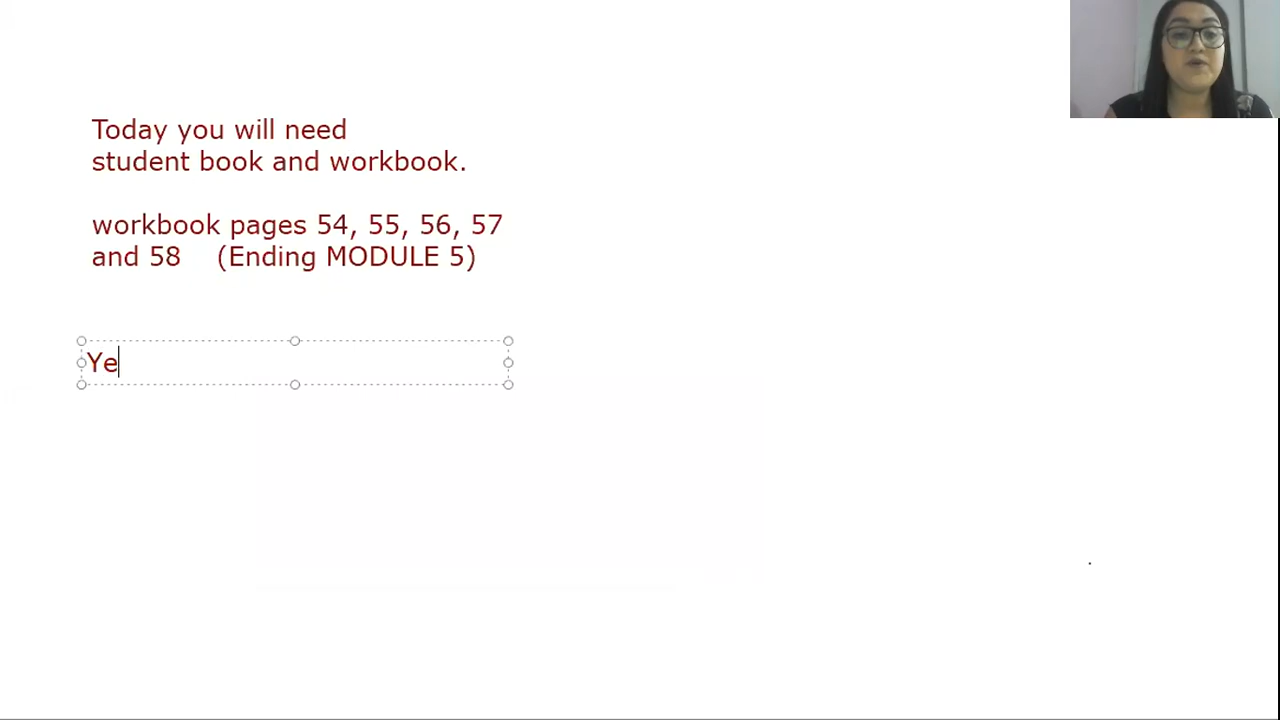 Today you will need
student book and workbook.
workbook pages 54, 55, 56, 57
and 58 (Ending MODULE 5)
Ye